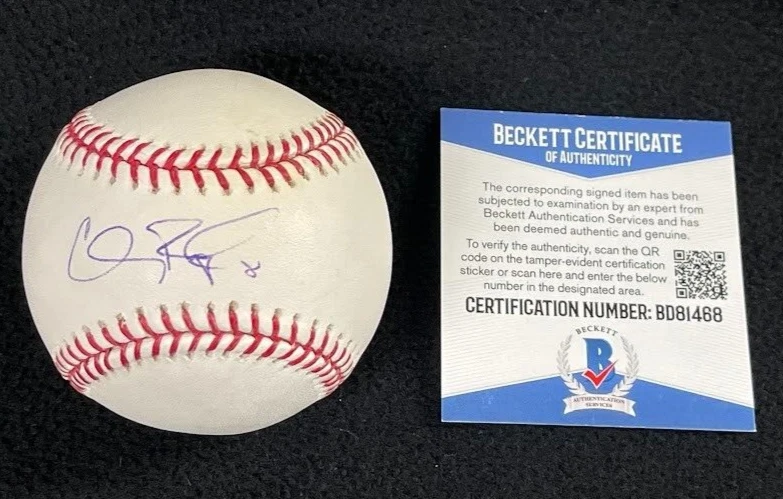 BECKETT CERTIFICATE
OF AUTHENTICITY
The corresponding signed item has been
subjected to examination by an expert from
Beckett Authentication Services and has
been deemed authentic and genuine.
To verify the authenticity, scan the QR
code on the tamper-evident certification
sticker or scan here and enter the below
number in the designated area.
CERTIFICATION NUMBER: BD81468
BECKETT
B
AUTHENTICATION
SERVICES